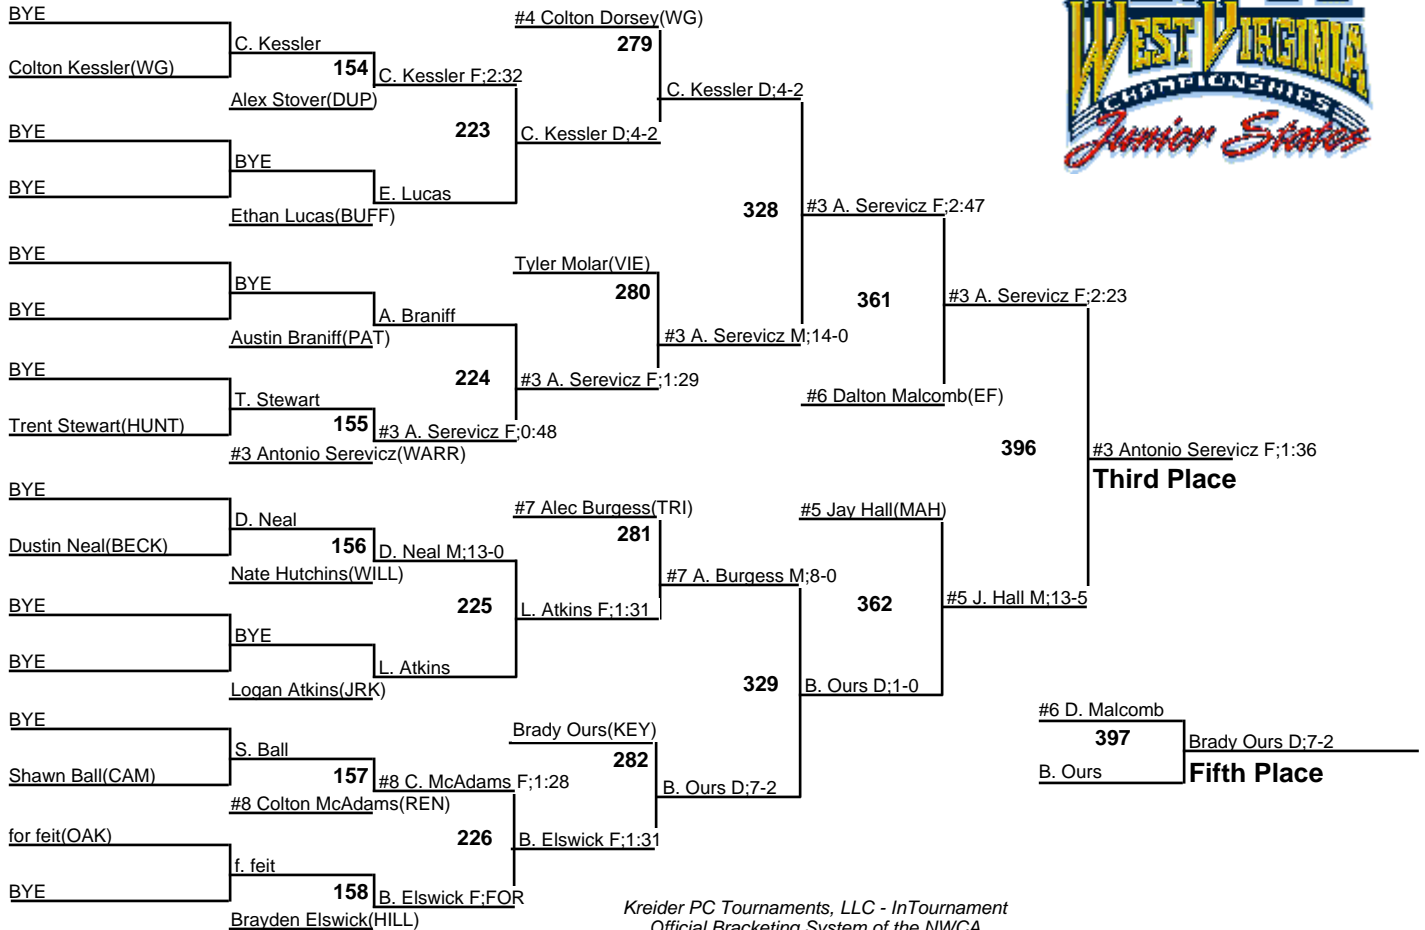 BYE
#4 Colton Dorsey(WG)
WEST VIRGINIA
CHAMPIONSHIPS
Junior States
C. Kessler
279
Colton Kessler(WG)
154
C. Kessler F;2:32
C. Kessler D;4-2
Alex Stover(DUP)
BYE
223
C. Kessler D;4-2
BYE
BYE
E. Lucas
328
#3 A. Serevicz F;2:47
Ethan Lucas(BUFF)
BYE
Tyler Molar(VIE)
BYE
280
361
#3 A. Serevicz F;2:23
BYE
A. Braniff
Austin Braniff(PAT)
#3 A. Serevicz M;14-0
BYE
224
#3 A. Serevicz F;1:29
T. Stewart
#6 Dalton Malcomb(EF)
Trent Stewart(HUNT)
155
#3 A. Serevicz F;0:48
396
#3 Antonio Serevicz F;1:36
#3 Antonio Serevicz(WARR)
Third Place
BYE
#7 Alec Burgess(TRI)
#5 Jay Hall(MAH)
D. Neal
281
Dustin Neal(BECK)
156
D. Neal M;13-0
Nate Hutchins(WILL)
#7 A. Burgess M;8-0
BYE
225
L. Atkins F;1:31
362
#5 J. Hall M;13-5
BYE
BYE
L. Atkins
Logan Atkins(JRK)
329
B. Ours D;1-0
BYE
Brady Ours(KEY)
#6 D. Malcomb
S. Ball
282
397
Brady Ours D;7-2
Shawn Ball(CAM)
157
#8 C. McAdams F;1:28
B. Ours D;7-2
B. Ours
Fifth Place
#8 Colton McAdams(REN)
for feit(OAK)
226
B. Elswick F;1:31
f. feit
BYE
158
B. Elswick F;FOR
Brayden Elswick(HILL)
Kreider PC Tournaments, LLC - InTournament
Official Bracketing System of the NWCA